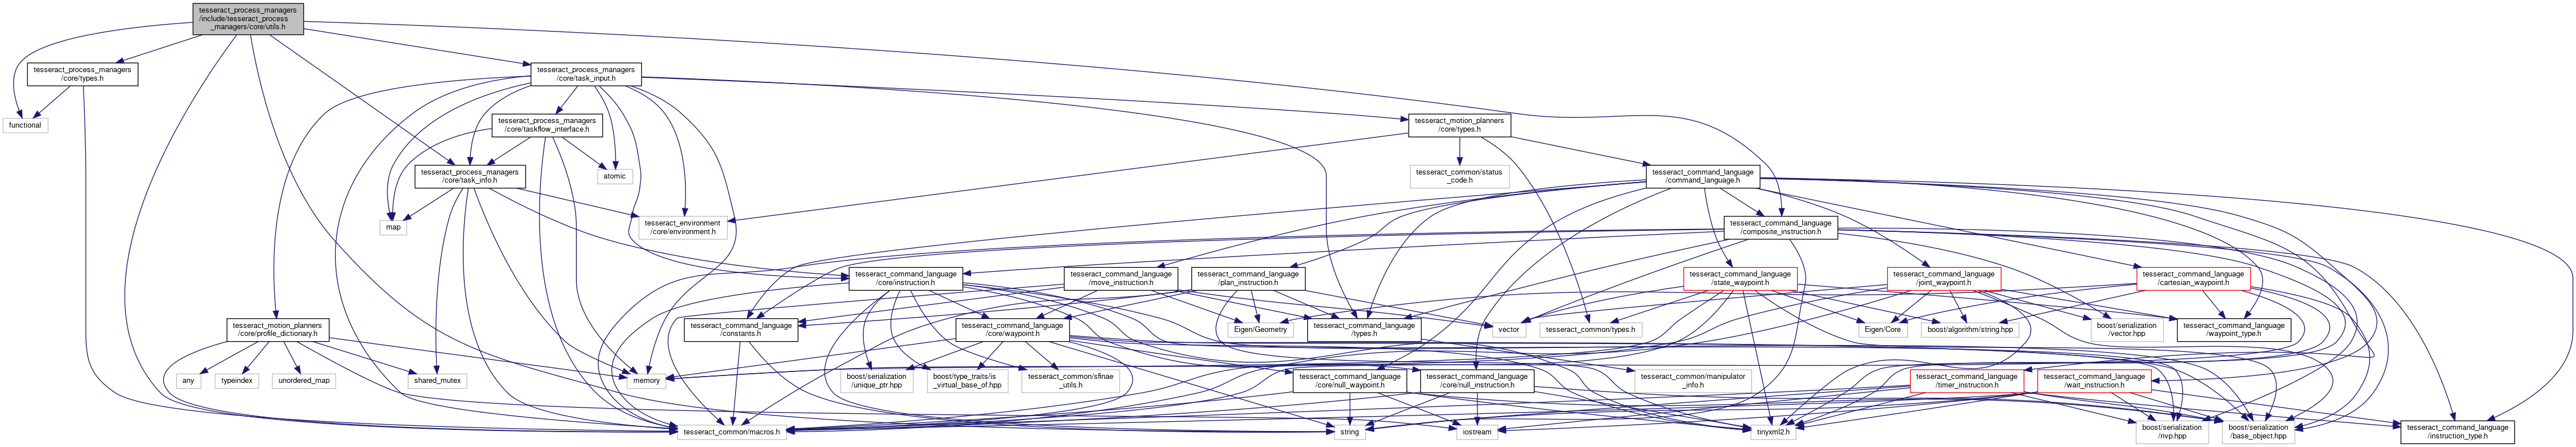 tesseract_process_managers
/include/tesseract_process
_managers/core/utils.h
tesseract_process_managers
/core/types.h
tesseract_process_managers
/core/task_input.h
functional
tesseract_process_managers
/core/taskflow_interface.h
tesseract_motion_planners
/core/types.h
tesseract_process_managers
/core/task_info.h
atomic
tesseract_common/status
_code.h
tesseract_command_language
/command_language.h
map
tesseract_environment
/core/environment.h
tesseract_command_language
/composite_instruction.h
tesseract_command_language
/core/instruction.h
tesseract_command_language
/move_instruction.h
tesseract_command_language
/plan_instruction.h
tesseract_command_language
/state_waypoint.h
tesseract_command_language
/joint_waypoint.h
tesseract_command_language
/cartesian_waypoint.h
tesseract_motion_planners
/core/profile_dictionary.h
tesseract_command_language
/constants.h
tesseract_command_language
/core/waypoint.h
Eigen/Geometry
tesseract_command_language
/types.h
vector
tesseract_common/types.h
Eigen/Core
boost/algorithm/string.hpp
boost/serialization
/vector.hpp
tesseract_command_language
/waypoint_type.h
any
typeindex
unordered_map
shared_mutex
memory
boost/serialization
/unique_ptr.hpp
boost/type_traits/is
_virtual_base_of.hpp
tesseract_common/sfinae
_utils.h
tesseract_command_language
/core/null_waypoint.h
tesseract_command_language
/core/null_instruction.h
tesseract_common/manipulator
_info.h
tesseract_command_language
/timer_instruction.h
tesseract_command_language
/wait_instruction.h
tesseract_common/macros.h
string
iostream
tinyxml2.h
boost/serialization
/nvp.hpp
boost/serialization
/base_object.hpp
tesseract_command_language
/instruction_type.h